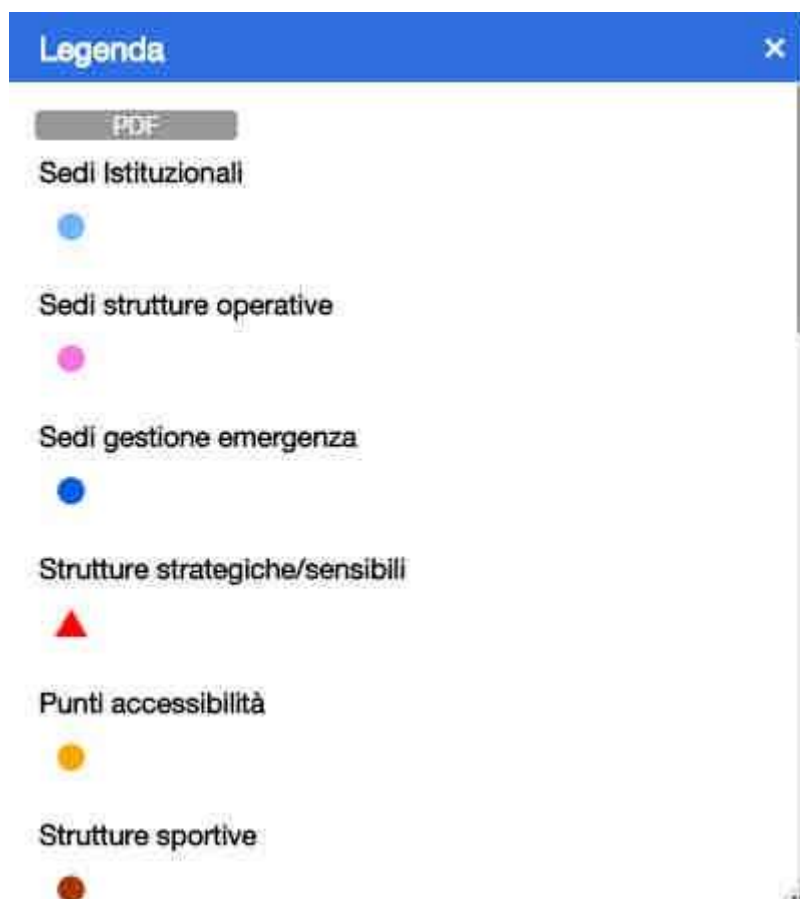 Legenda
PDF
Sedi Istituzionali
Sedi strutture operative
Sedi gestione emergenza
Strutture strategiche/sensibili
Punti accessibilità
Strutture sportive